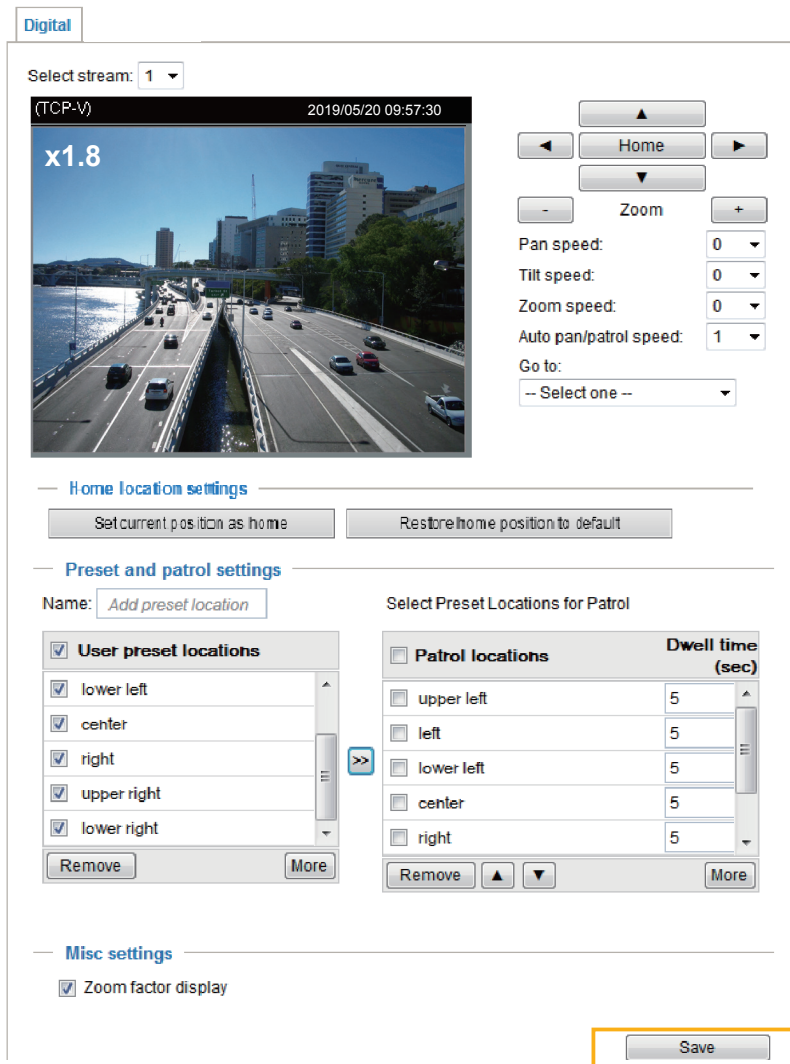 Digital
Select stream: 1
(TCP-V) 2019/05/20 09:57:30
x1.8
Home
- Zoom +
Pan speed: 0
Tilt speed: 0
Zoom speed: 0
Auto pan/patrol speed: 1
Go to:
-- Select one --
Home location settings
Set current position as home Restore home position to default
Preset and patrol settings
Name: Add preset location Select Preset Locations for Patrol
User preset locations
lower left
center
right
upper right
lower right
Remove More
>>
Patrol locations Dwell time (sec)
upper left 5
left 5
lower left 5
center 5
right 5
Remove More
Misc settings
Zoom factor display
Save